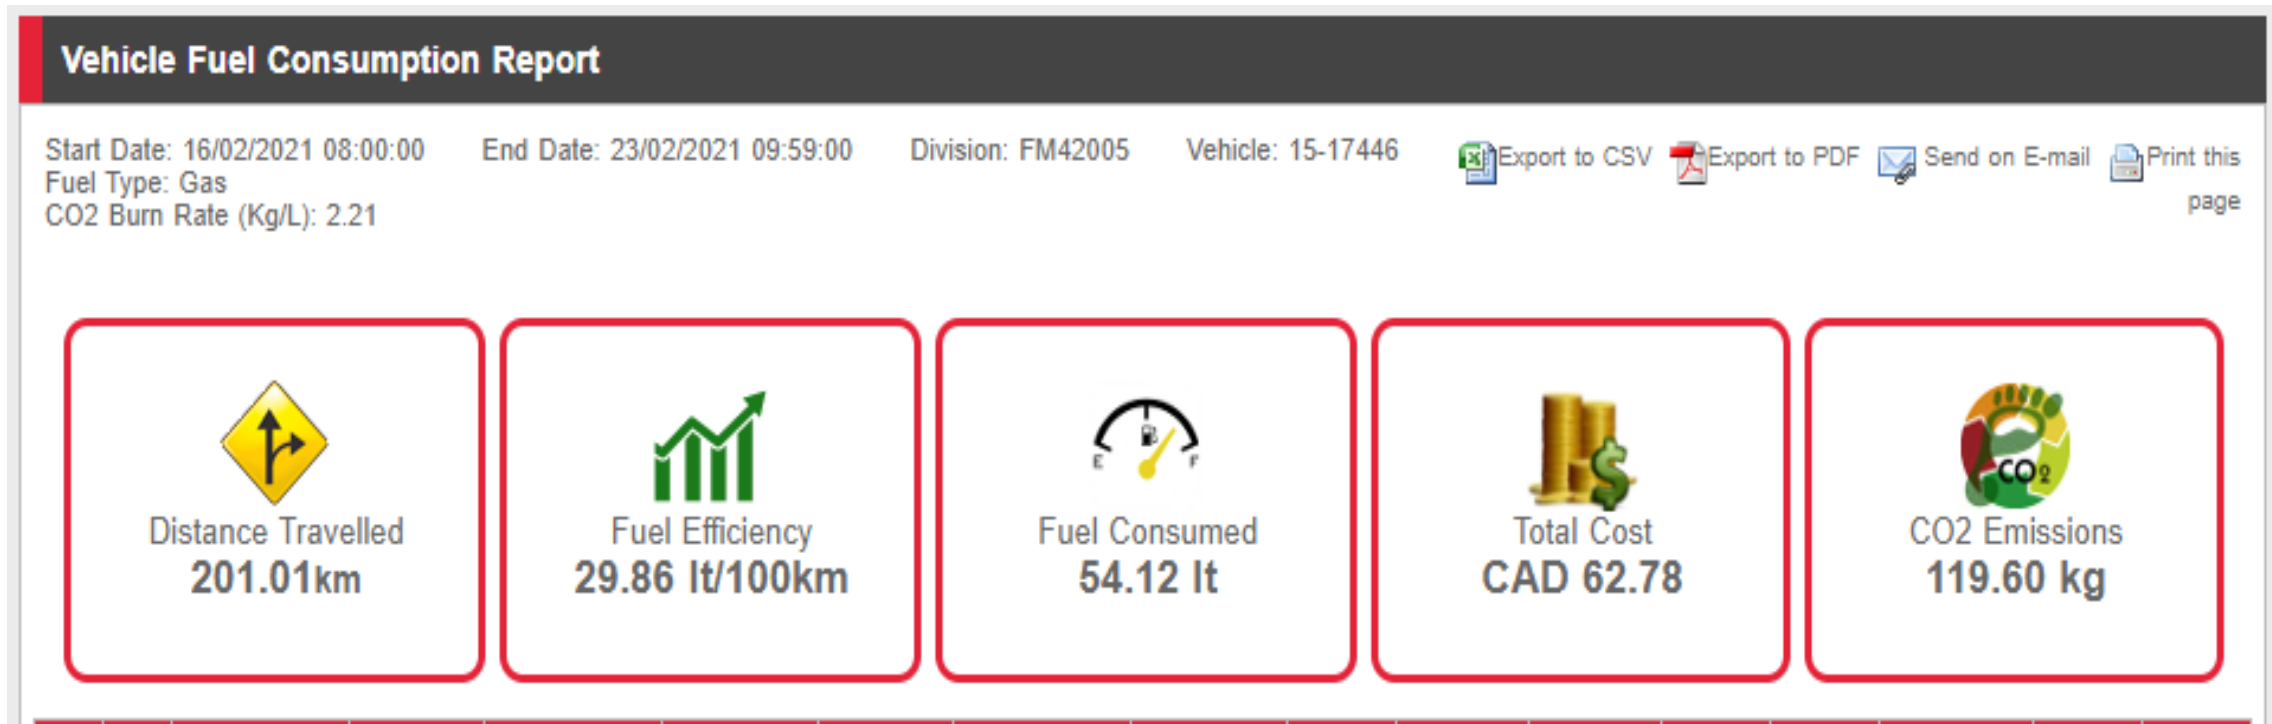 Vehicle Fuel Consumption Report
Start Date: 16/02/2021 08:00:00 End Date: 23/02/2021 09:59:00 Division: FM42005 Vehicle: 15-17446
Fuel Type: Gas
CO2 Burn Rate (Kg/L): 2.21
Export to CSV Export to PDF Send on E-mail Print this
page
Distance Travelled
201.01km
Fuel Efficiency
29.86 lt/100km
E F
Fuel Consumed
54.12 lt
$
Total Cost
CAD 62.78
CO2
CO2 Emissions
119.60 kg